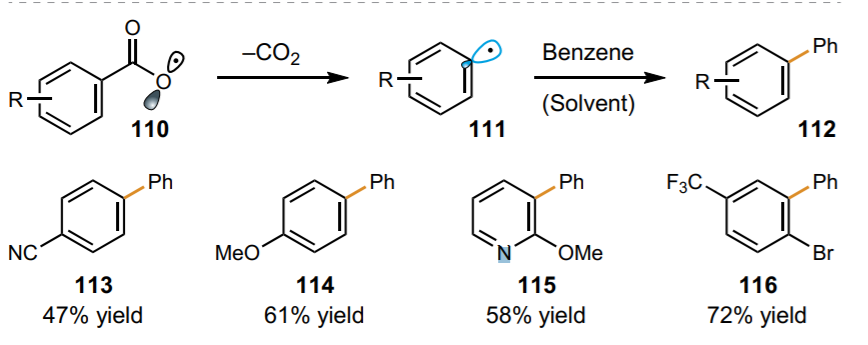 O
O
R
110
–CO2
R
111
Benzene
(Solvent)
R
Ph
112
NC
Ph
113
47% yield
MeO
Ph
114
61% yield
Ph
N
OMe
115
58% yield
F3C
Ph
Br
116
72% yield